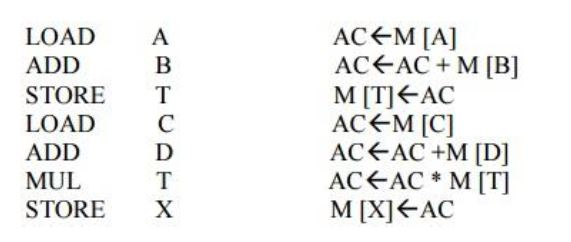 LOAD A AC←M [A]
ADD B AC←AC + M [B]
STORE T M [T]←AC
LOAD C AC←M [C]
ADD D AC←AC +M [D]
MUL T AC←AC * M [T]
STORE X M [X]←AC